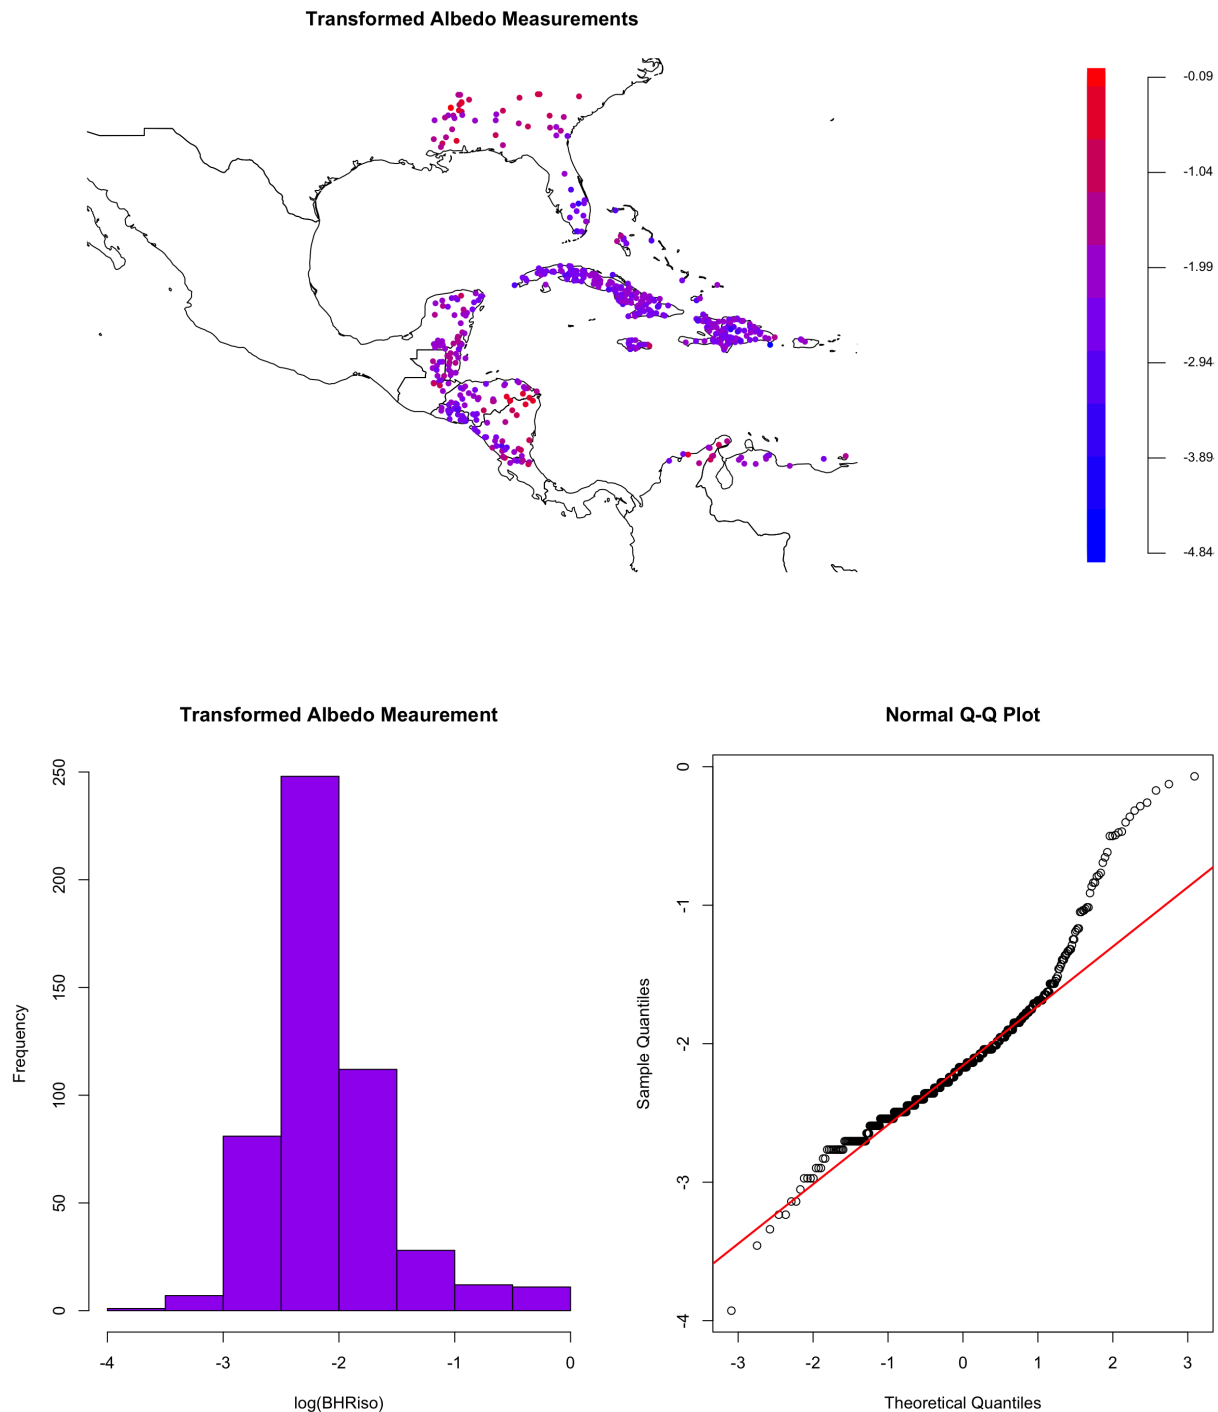 Transformed Albedo Measurements
-0.09
-1.04
-1.99
-2.94
-3.89
-4.84
Transformed Albedo Meaurement
250
200
150
100
50
0
Frequency
-4 -3 -2 -1 0
log(BHRiso)
Normal Q-Q Plot
0
-1
-2
-3
-4
Sample Quantiles
-3 -2 -1 0 1 2 3
Theoretical Quantiles